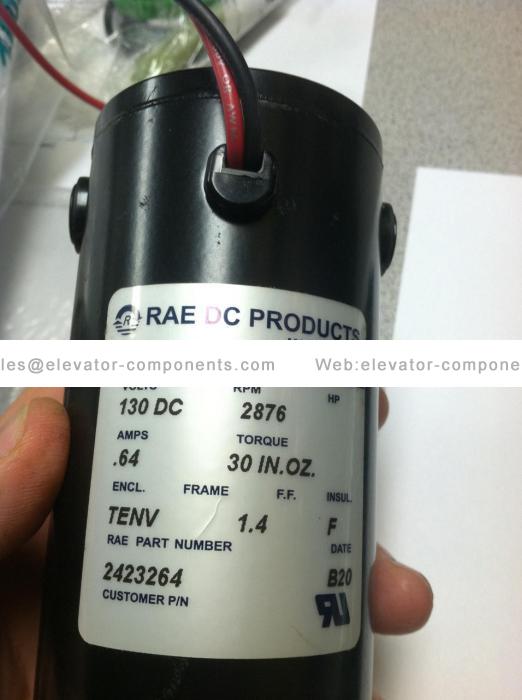 RAE DC PRODUCTS
les@elevator-components.com Web:elevator-compone
VOLTS RPM HP
130 DC 2876
AMPS TORQUE
.64 30 IN.OZ.
ENCL. FRAME F.F. INSUL.
TENV 1.4 F
RAE PART NUMBER DATE
2423264 B20
CUSTOMER P/N